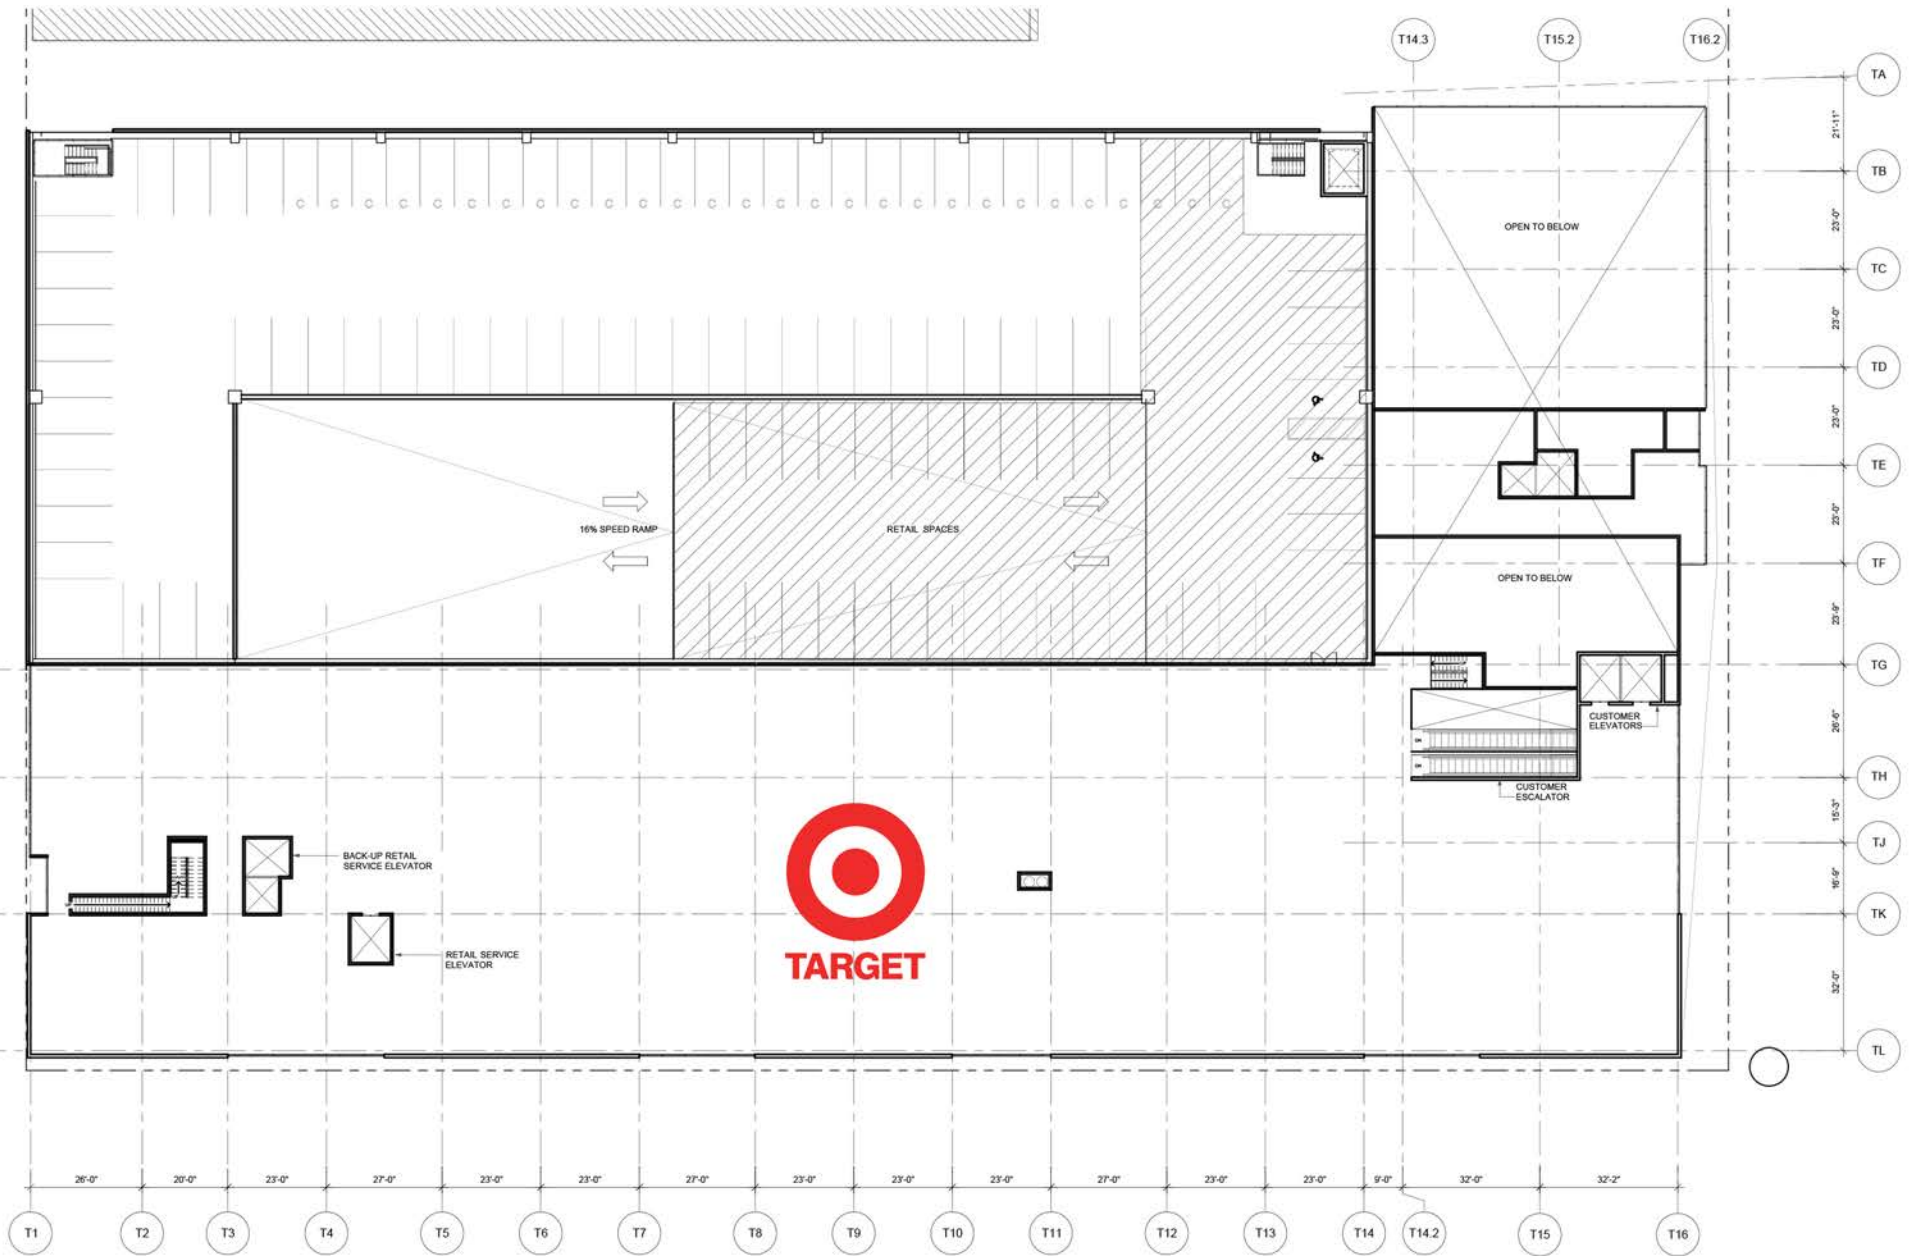 T14.3
T15.2
T16.2
TA
21'-11"
TB
23'-0"
TC
23'-0"
TD
23'-0"
TE
23'-0"
TF
23'-9"
TG
26'-6"
TH
15'-3"
TJ
16'-9"
TK
32'-0"
TL
C C C C C C C C C C C C C C C C C C C C C C C C C C C C
OPEN TO BELOW
16% SPEED RAMP
RETAIL SPACES
OPEN TO BELOW
CUSTOMER
ELEVATORS
DN
DN
CUSTOMER
ESCALATOR
BACK-UP RETAIL
SERVICE ELEVATOR
RETAIL SERVICE
ELEVATOR
TARGET
26'-0" 20'-0" 23'-0" 27'-0" 23'-0" 23'-0" 27'-0" 23'-0" 23'-0" 23'-0" 27'-0" 23'-0" 23'-0" 9'-0" 32'-0" 32'-2"
T1 T2 T3 T4 T5 T6 T7 T8 T9 T10 T11 T12 T13 T14 T14.2 T15 T16